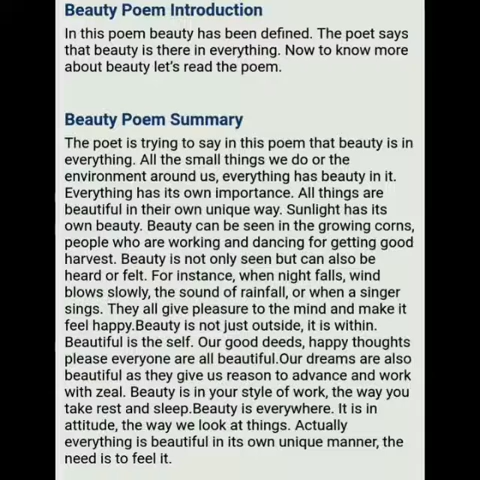 Beauty Poem Introduction
In this poem beauty has been defined. The poet says
that beauty is there in everything. Now to know more
about beauty let's read the poem.
Beauty Poem Summary
The poet is trying to say in this poem that beauty is in
everything. All the small things we do or the
environment around us, everything has beauty in it.
Everything has its own importance. All things are
beautiful in their own unique way. Sunlight has its
own beauty. Beauty can be seen in the growing corns,
people who are working and dancing for getting good
harvest. Beauty is not only seen but can also be
heard or felt. For instance, when night falls, wind
blows slowly, the sound of rainfall, or when a singer
sings. They all give pleasure to the mind and make it
feel happy.Beauty is not just outside, it is within.
Beautiful is the self. Our good deeds, happy thoughts
please everyone are all beautiful.Our dreams are also
beautiful as they give us reason to advance and work
with zeal. Beauty is in your style of work, the way you
take rest and sleep.Beauty is everywhere. It is in
attitude, the way we look at things. Actually
everything is beautiful in its own unique manner, the
need is to feel it.